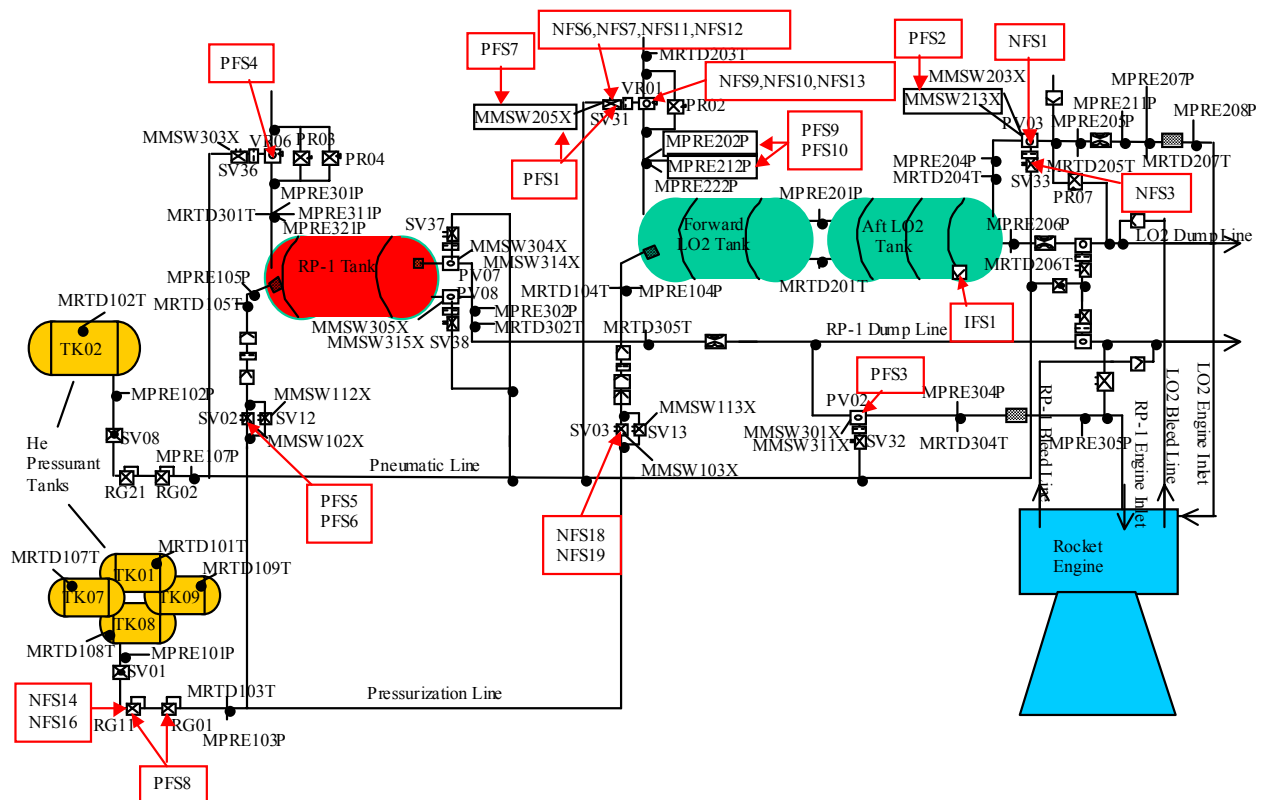 NFS6,NFS7,NFS11,NFS12
PFS7
PFS2
NFS1
PFS4
MRTD203T
MMSW203X
MPRE207P
NFS9,NFS10,NFS13
VR01
MMSW213X
MPRE211P
MPRE208P
MMSW205X
SV31
PR02
PV03
MPRE205P
MMSW303X
VR06
PR03
PFS9
PFS10
MPRE202P
MRTD205T
MRTD207T
SV36
PR04
PFS1
MPRE212P
MPRE204P
MRTD204T
SV33
PR07
NFS3
MPRE222P
MPRE301P
MPRE201P
MRTD301T
MPRE311P
MPRE321P
SV37
Forward
LO2 Tank
Aft LO2
Tank
MPRE206P
LO2 Dump Line
RP-1 Tank
MMSW304X
MMSW314X
PV07
PV08
MRTD206T
MPRE105P
MRTD105T
MRTD104T
MPRE104P
MRTD201T
MRTD102T
MMSW305X
MMSW315X
SV38
MPRE302P
MRTD302T
MRTD305T
RP-1 Dump Line
IFS1
TK02
PFS3
MPRE102P
MMSW112X
MMSW113X
PV02
MPRE304P
RP-1 Bleed Line
RP-1 Engine Inlet
LO2 Bleed Line
LO2 Engine Inlet
SV02
SV12
SV03
SV13
MMSW301X
MMSW311X
SV32
MRTD304T
MPRE305P
SV08
MMSW102X
MMSW103X
He
Pressurant
Tanks
MPRE107P
Pneumatic Line
RG21
RG02
PFS5
PFS6
NFS18
NFS19
Rocket
Engine
MRTD107T
MRTD101T
MRTD109T
TK01
TK07
TK09
TK08
MRTD108T
MPRE101P
SV01
NFS14
NFS16
MRTD103T
Pressurization Line
RG11
RG01
MPRE103P
PFS8